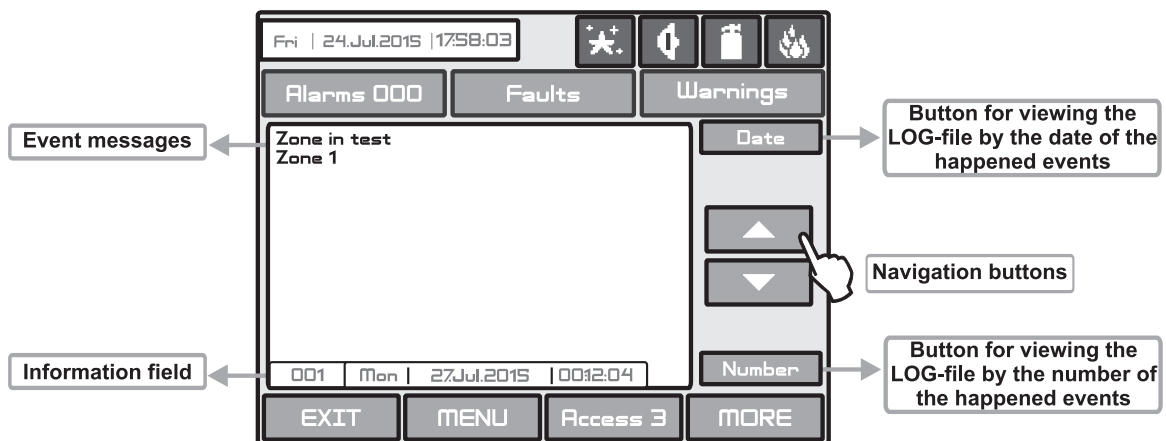 Fri | 24.Jul.2015 | 17:58:03
Alarms 000
Faults
Warnings
Event messages
Zone in test
Zone 1
Date
Button for viewing the
LOG-file by the date of the
happened events
Navigation buttons
Information field
001 | Mon | 27.Jul.2015 | 00:12:04
Number
Button for viewing the
LOG-file by the number of
the happened events
EXIT
MENU
Access 3
MORE